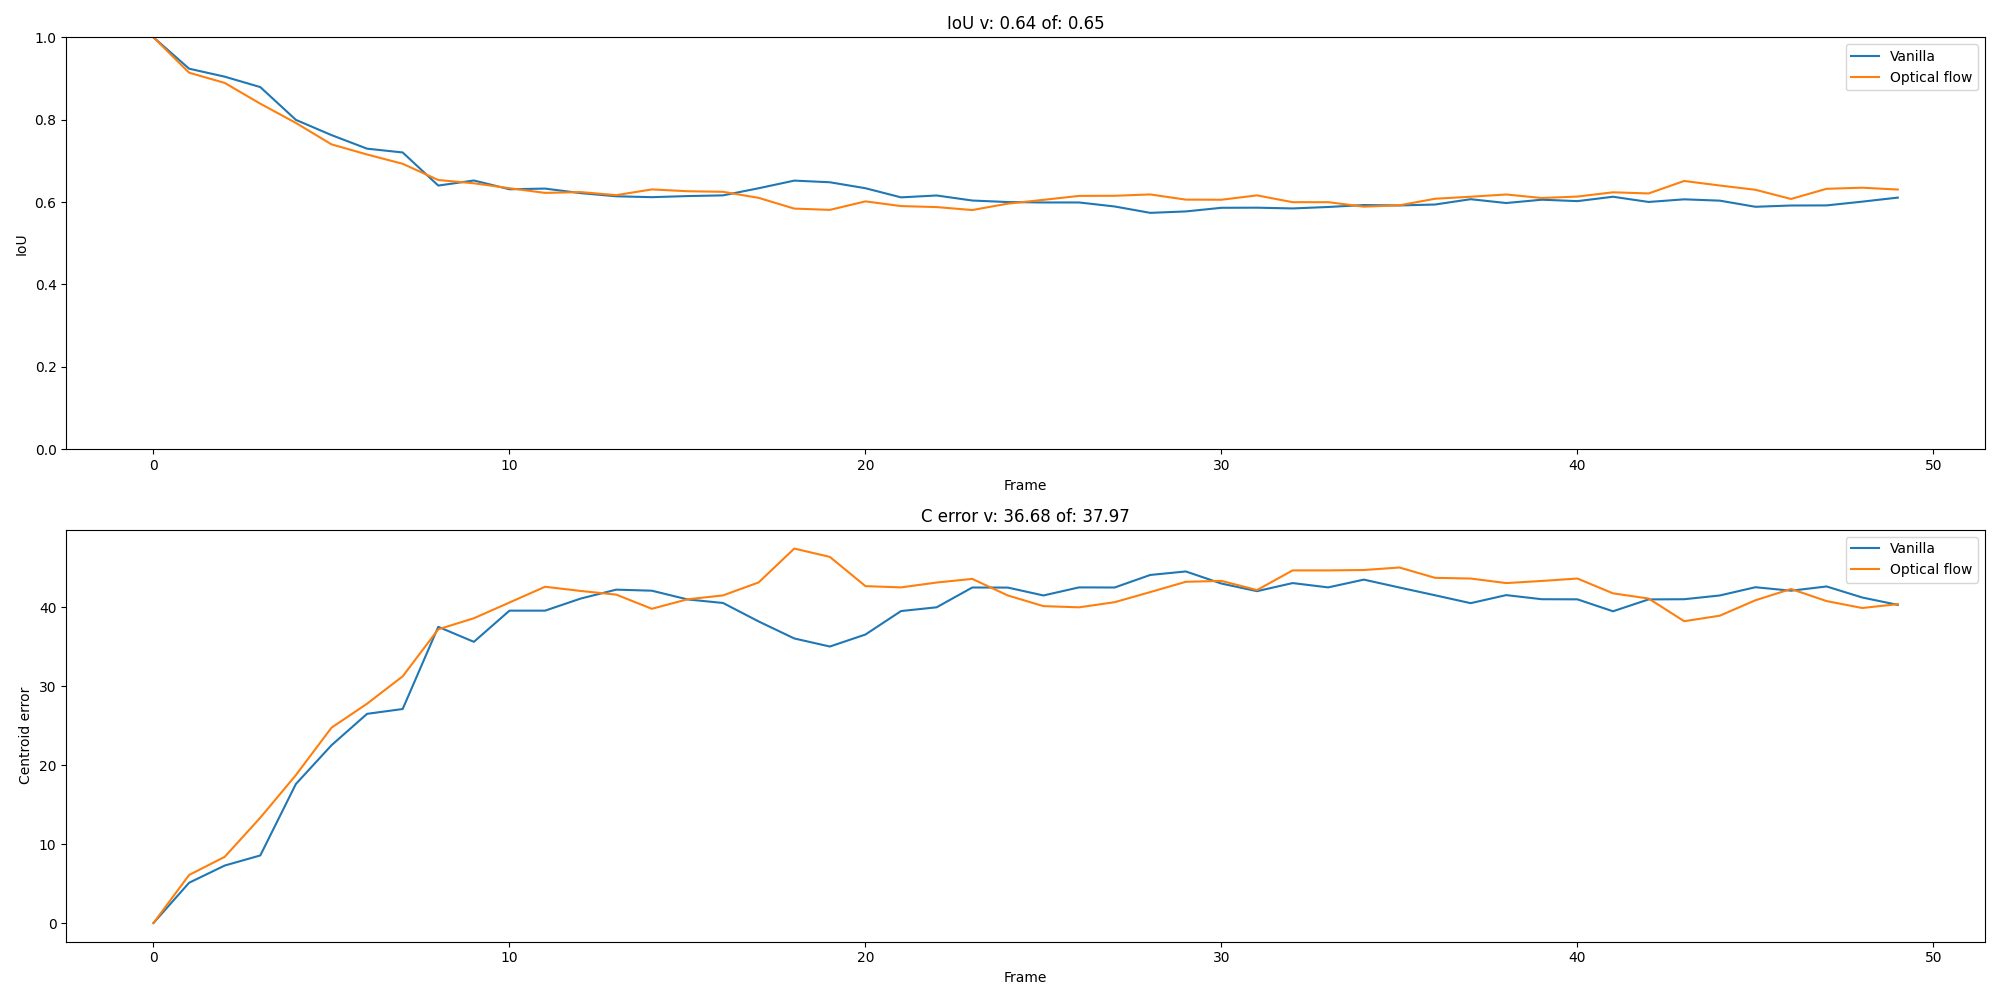 IoU v: 0.64 of: 0.65
1.0
0.8
0.6
0.4
0.2
0.0
IoU
Vanilla
Optical flow
0 10 20 30 40 50
Frame
C error v: 36.68 of: 37.97
40
30
20
10
0
Centroid error
Vanilla
Optical flow
0 10 20 30 40 50
Frame